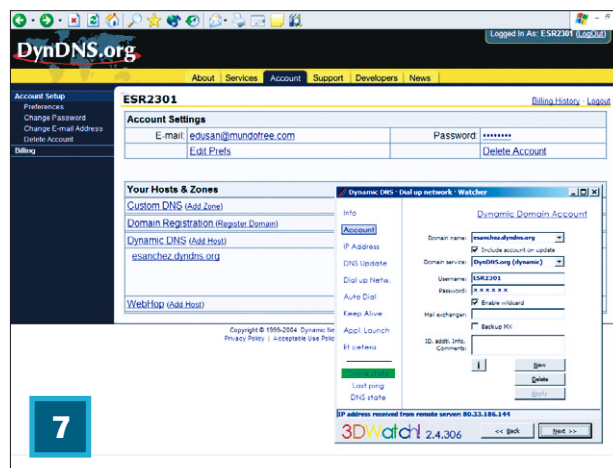 Logged In As: ESR2301 (LogOut)
DynDNS.org
About | Services | Account | Support | Developers | News |
Account Setup
Preferences
Change Password
Change E-mail Address
Delete Account
Billing
ESR2301
Billing History - Logout
Account Settings
E-mail: edusan@mundofree.com
Password: ********
Edit Prefs
Delete Account
Your Hosts & Zones
Custom DNS (Add Zone)
Domain Registration (Register Domain)
Dynamic DNS (Add Host)
esanchez.dyndns.org
WebHop (Add Host)
Copyright © 1999-2004 Dynamic Ne
Privacy Policy | Acceptable Use Polic
Dynamic DNS - Dial up network - Watcher
Info
Account
IP Address
DNS Update
Dial up Netw.
Auto Dial
Keep Alive
Appl. Launch
Et cetera
Online state
Last ping
DNS state
Dynamic Domain Account
Domain name: esanchez.dyndns.org
Include account on update
Domain service: DynDNS.org (dynamic)
Username: ESR2301
Password: x x x x x x
Enable wildcard
Mail exchanger:
Backup MX
ID. addtl. Info.
Comments:
i
New
Delete
Apply
IP address received from remote server: 80.33.186.144
3DWatch! 2.4.306
<< Back
Next >>
7